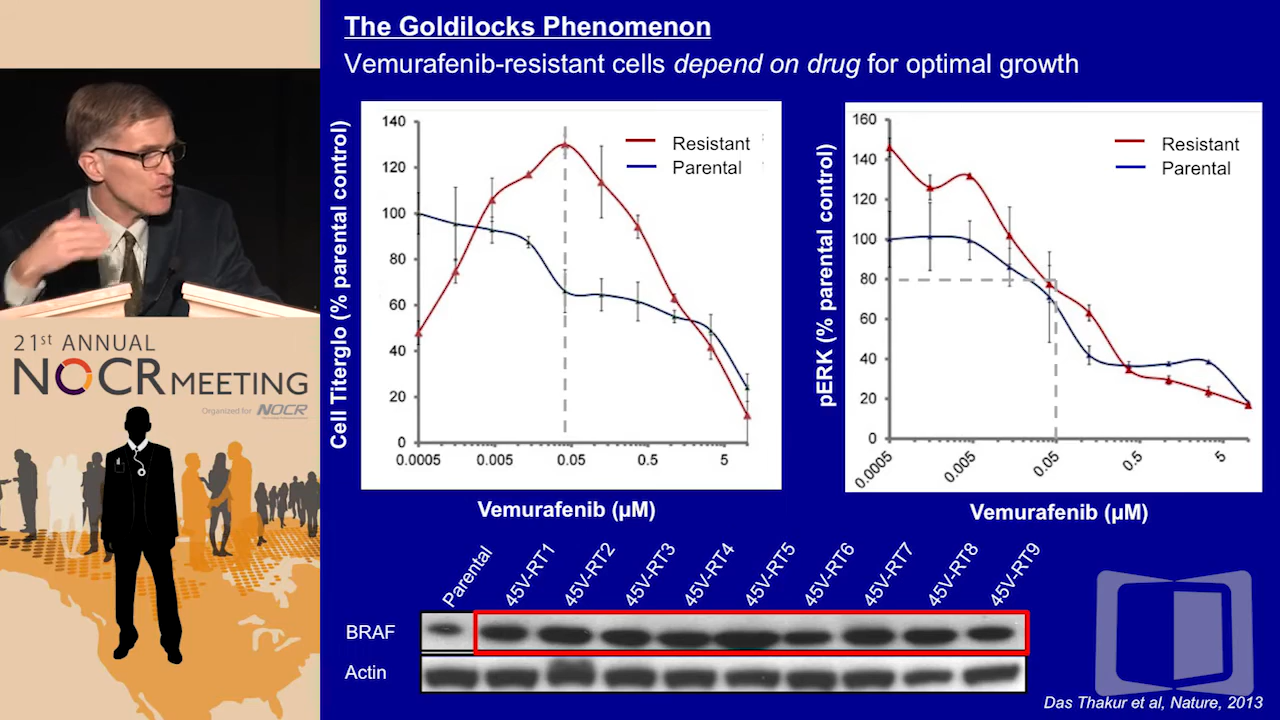 The Goldilocks Phenomenon
Vemurafenib-resistant cells depend on drug for optimal growth
Cell Titerglo (% parental control)
140
120
100
80
60
40
20
0
0.0005
0.005
0.05
0.5
5
Resistant
Parental
Vemurafenib (µM)
pERK (% parental control)
160
140
120
100
80
60
40
20
0
0.0005
0.005
0.05
0.5
5
Resistant
Parental
Vemurafenib (µM)
Parental
45V-RT1
45V-RT2
45V-RT3
45V-RT4
45V-RT5
45V-RT6
45V-RT7
45V-RT8
45V-RT9
BRAF
Actin
Das Thakur et al, Nature, 2013
21st ANNUAL
NOCR MEETING
Organized for NOCR